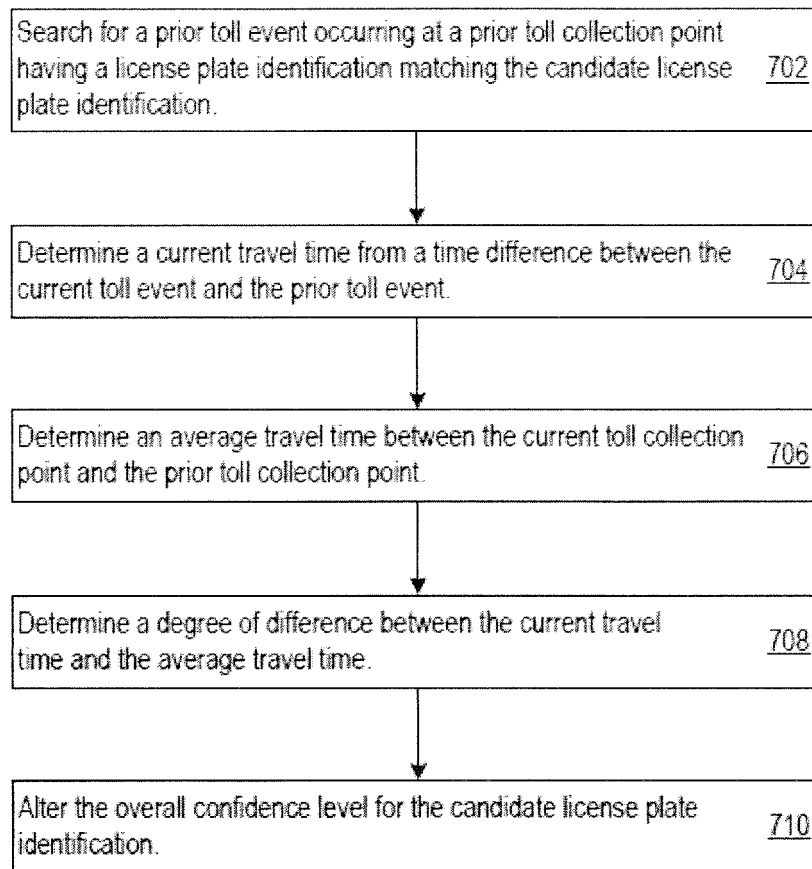 Search for a prior toll event occurring at a prior toll collection point
having a license plate identification matching the candidate license
plate identification.
702
Determine a current travel time from a time difference between the
current toll event and the prior toll event.
704
Determine an average travel time between the current toll collection
point and the prior toll collection point.
706
Determine a degree of difference between the current travel
time and the average travel time.
708
Alter the overall confidence level for the candidate license plate
identification.
710